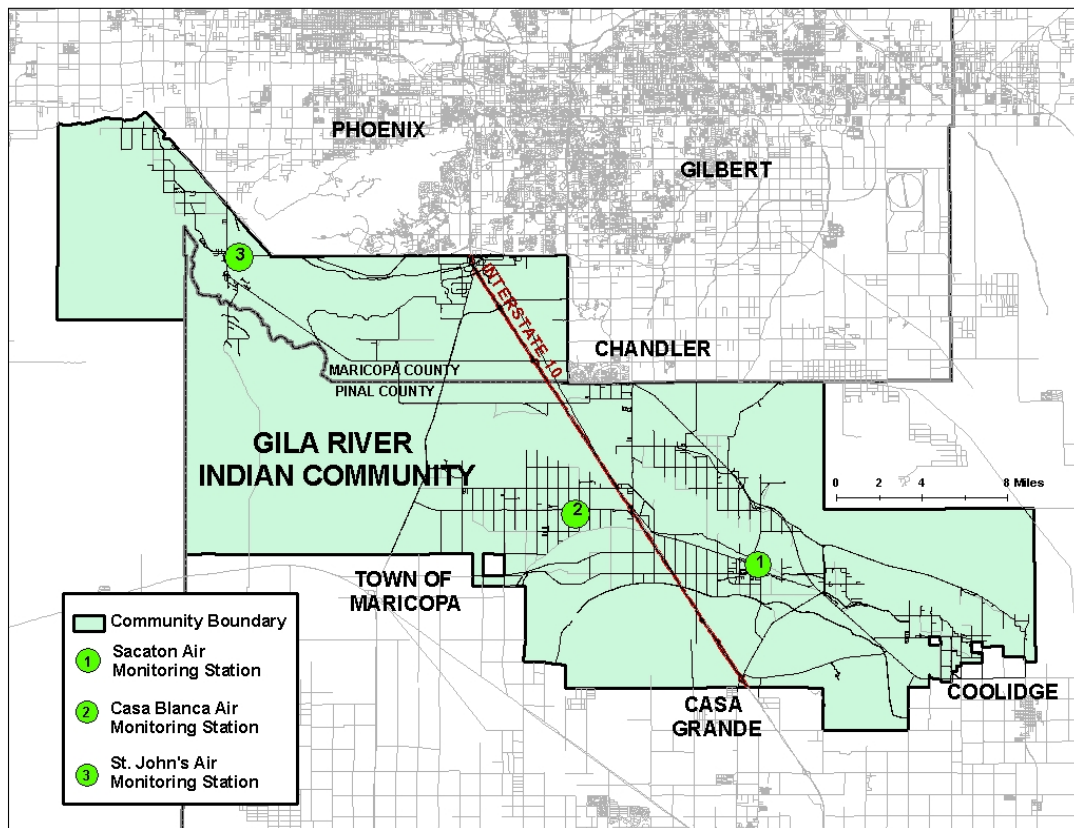 PHOENIX
GILBERT
3
INTERSTATE 10
CHANDLER
MARICOPA COUNTY
PINAL COUNTY
GILA RIVER
INDIAN COMMUNITY
0 2 4 8 Miles
2
1
TOWN OF
MARICOPA
COOLIDGE
CASA
GRANDE
Community Boundary
1 Sacaton Air
Monitoring Station
2 Casa Blanca Air
Monitoring Station
3 St. John's Air
Monitoring Station